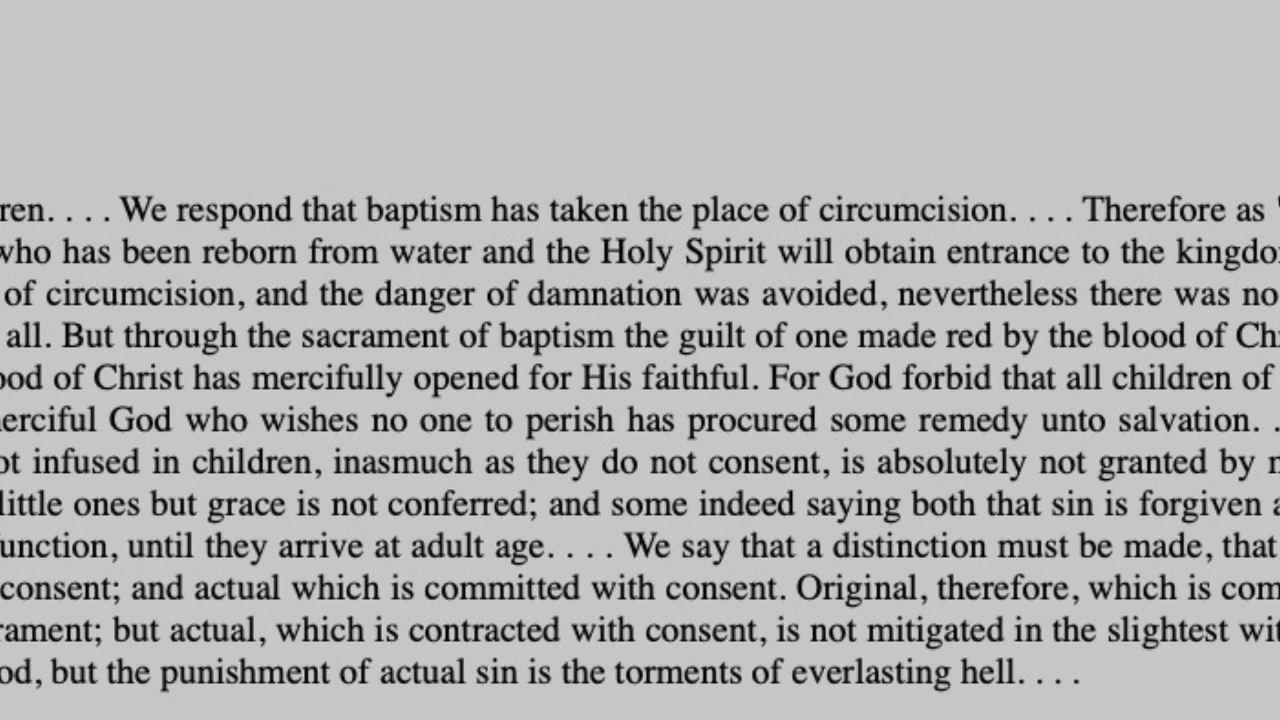 ren. . . . We respond that baptism has taken the place of circumcision. . . . Therefore as
who has been reborn from water and the Holy Spirit will obtain entrance to the kingdo
of circumcision, and the danger of damnation was avoided, nevertheless there was no
all. But through the sacrament of baptism the guilt of one made red by the blood of Ch
ood of Christ has mercifully opened for His faithful. For God forbid that all children of
erciful God who wishes no one to perish has procured some remedy unto salvation. .
ot infused in children, inasmuch as they do not consent, is absolutely not granted by
little ones but grace is not conferred; and some indeed saying both that sin is forgiven
unction, until they arrive at adult age. . . . We say that a distinction must be made, that
consent; and actual which is committed with consent. Original, therefore, which is com
rament; but actual, which is contracted with consent, is not mitigated in the slightest wit
od, but the punishment of actual sin is the torments of everlasting hell. . . .